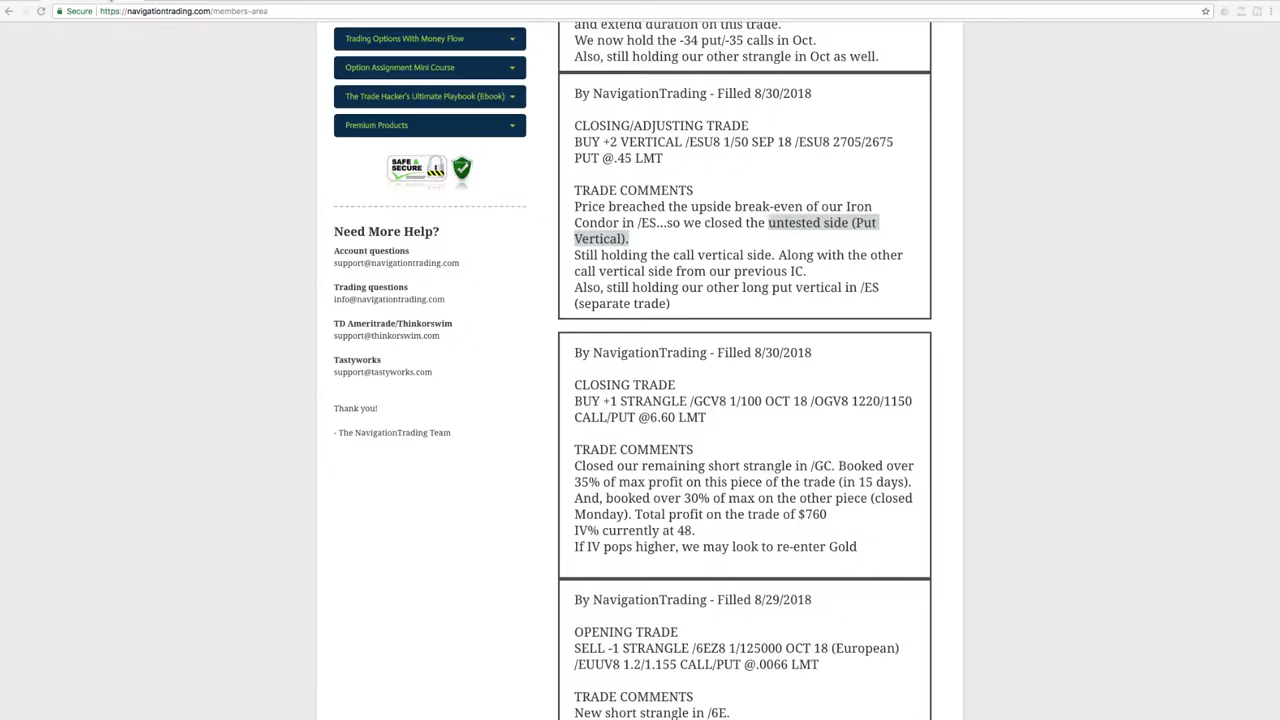 Secure
https://navigationtrading.com/members-area
Trading Options With Money Flow
Option Assignment Mini Course
The Trade Hacker's Ultimate Playbook (Ebook)
Premium Products
SAFE &
SECURE
Need More Help?
Account questions
support@navigationtrading.com
Trading questions
info@navigationtrading.com
TD Ameritrade/Thinkorswim
support@thinkorswim.com
Tastyworks
support@tastyworks.com
Thank you!
- The NavigationTrading Team
and extend duration on this trade.
We now hold the -34 put/-35 calls in Oct.
Also, still holding our other strangle in Oct as well.
By NavigationTrading - Filled 8/30/2018
CLOSING/ADJUSTING TRADE
BUY +2 VERTICAL /ESU8 1/50 SEP 18 /ESU8 2705/2675
PUT @.45 LMT
TRADE COMMENTS
Price breached the upside break-even of our Iron
Condor in /ES...so we closed the untested side (Put
Vertical).
Still holding the call vertical side. Along with the other
call vertical side from our previous IC.
Also, still holding our other long put vertical in /ES
(separate trade)
By NavigationTrading - Filled 8/30/2018
CLOSING TRADE
BUY +1 STRANGLE /GCV8 1/100 OCT 18 /OGV8 1220/1150
CALL/PUT @6.60 LMT
TRADE COMMENTS
Closed our remaining short strangle in /GC. Booked over
35% of max profit on this piece of the trade (in 15 days).
And, booked over 30% of max on the other piece (closed
Monday). Total profit on the trade of $760
IV% currently at 48.
If IV pops higher, we may look to re-enter Gold
By NavigationTrading - Filled 8/29/2018
OPENING TRADE
SELL -1 STRANGLE /6EZ8 1/125000 OCT 18 (European)
/EUUV8 1.2/1.155 CALL/PUT @.0066 LMT
TRADE COMMENTS
New short strangle in /6E.